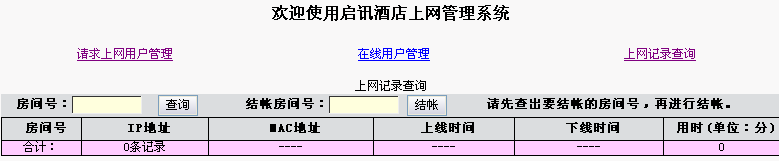 欢迎使用启讯酒店上网管理系统
请求上网用户管理 在线用户管理 上网记录查询
上网记录查询
房间号： 查询 结帐房间号： 结帐 请先查出要结帐的房间号，再进行结帐。
房间号 IP地址 MAC地址 上线时间 下线时间 用时(单位：分)
合计： 0条记录 ---- ---- ---- 0